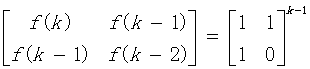 [ f(k) f(k-1) ] = [ 1 1 ]^{k-1}
[ f(k-1) f(k-2) ] [ 1 0 ]